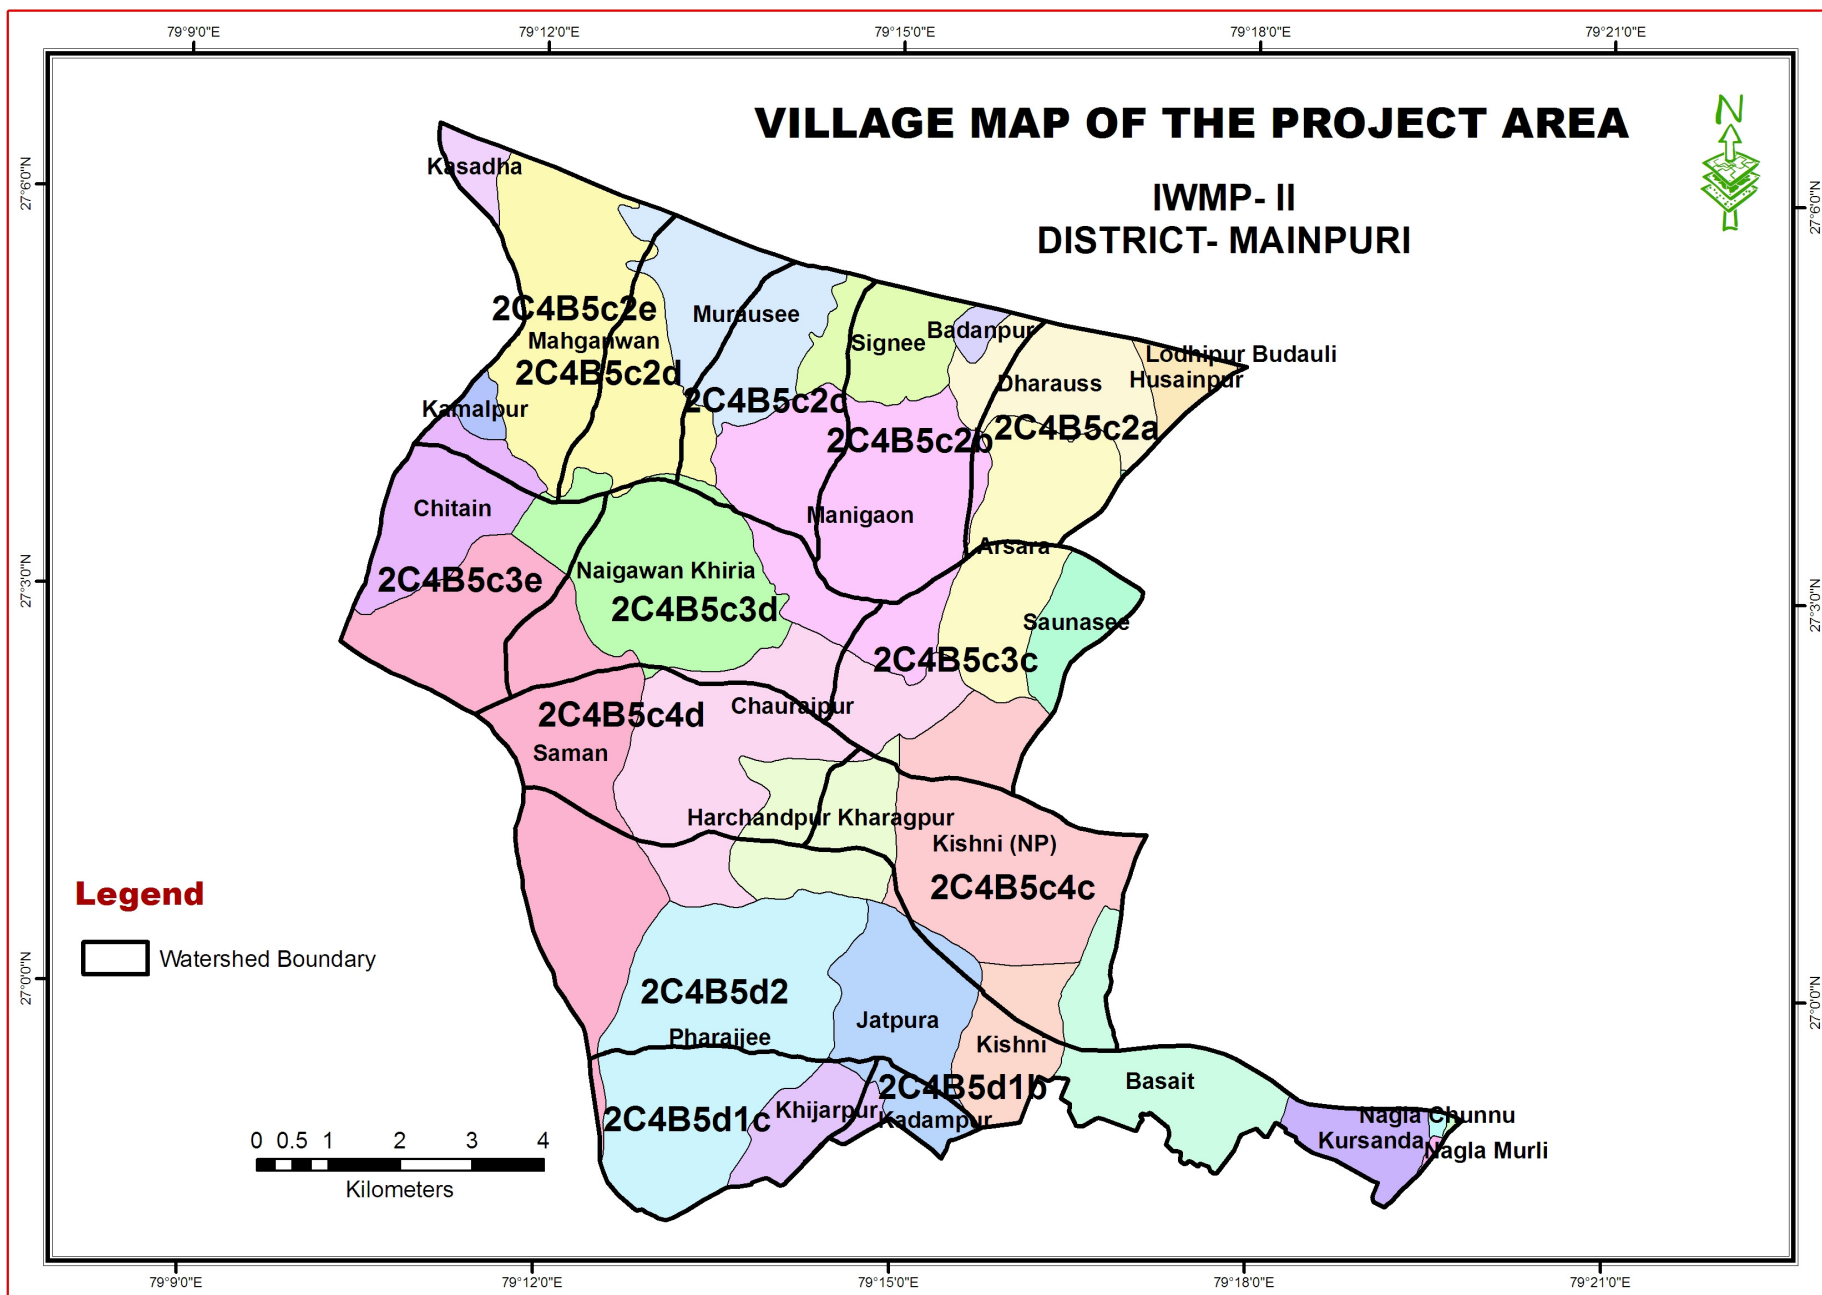 79°9'0"E
79°12'0"E
79°15'0"E
79°18'0"E
79°21'0"E
VILLAGE MAP OF THE PROJECT AREA
IWMP- II
DISTRICT- MAINPURI
N
27°6'0"N
27°6'0"N
Kasadha
2C4B5c2e
Murausee
Mahganwan
Signee
Badanpur
Lodhipur Budauli
2C4B5c2d
Dharauss
Husainpur
Kamalpur
2C4B5c2c
2C4B5c2b
2C4B5c2a
Chitain
Manigaon
Arsara
27°3'0"N
27°3'0"N
2C4B5c3e
Naigawan Khiria
2C4B5c3d
Saunasee
2C4B5c3c
2C4B5c4d
Chauraipur
Saman
Harchandpur Kharagpur
Kishni (NP)
2C4B5c4c
Legend
Watershed Boundary
27°0'0"N
27°0'0"N
2C4B5d2
Jatpura
Pharaijee
Kishni
2C4B5d1b
Basait
2C4B5d1c
Khijarpur
Kadampur
Nagla Chunnu
Kursanda
Nagla Murli
0 0.5 1 2 3 4
Kilometers
79°9'0"E
79°12'0"E
79°15'0"E
79°18'0"E
79°21'0"E